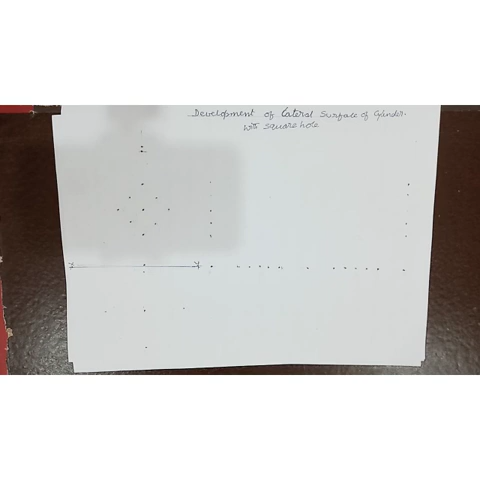 Development of Lateral Surface of Cylinder.
with square hole